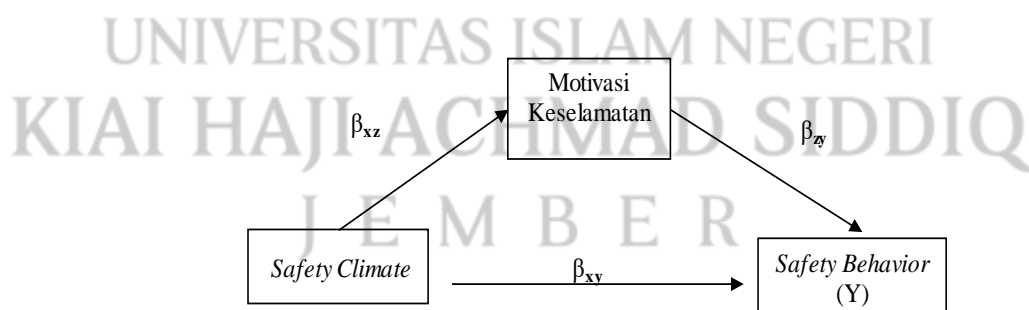 UNIVERSITAS ISLAM NEGERI
Motivasi
Keselamatan
KIAI HAJI ACHMAD SIDDIQ
βxz
βzy
J E M B E R
Safety Climate
βxy
Safety Behavior
(Y)